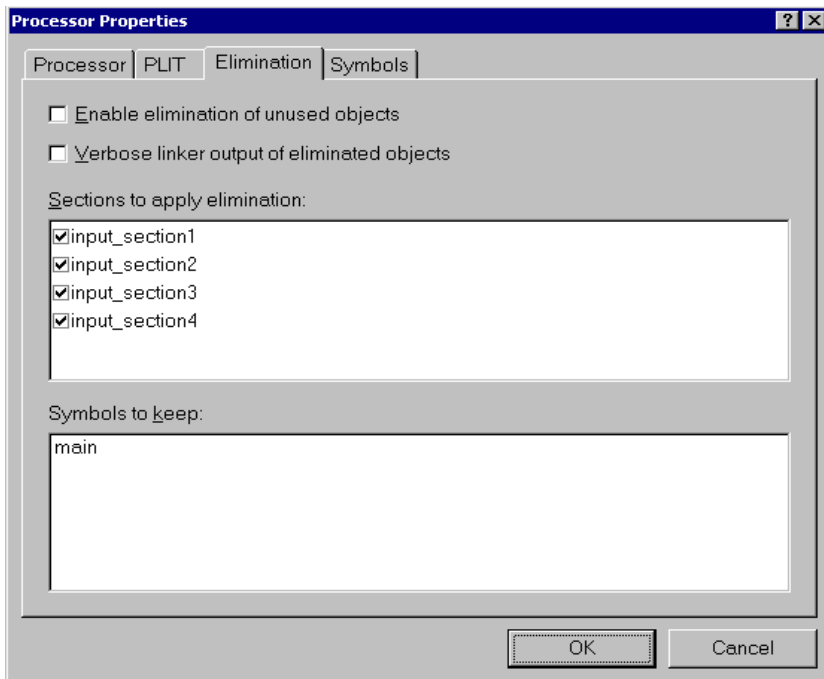 Processor Properties
Processor PLIT Elimination Symbols
Enable elimination of unused objects
Verbose linker output of eliminated objects
Sections to apply elimination:
input_section1
input_section2
input_section3
input_section4
Symbols to keep:
main
OK Cancel